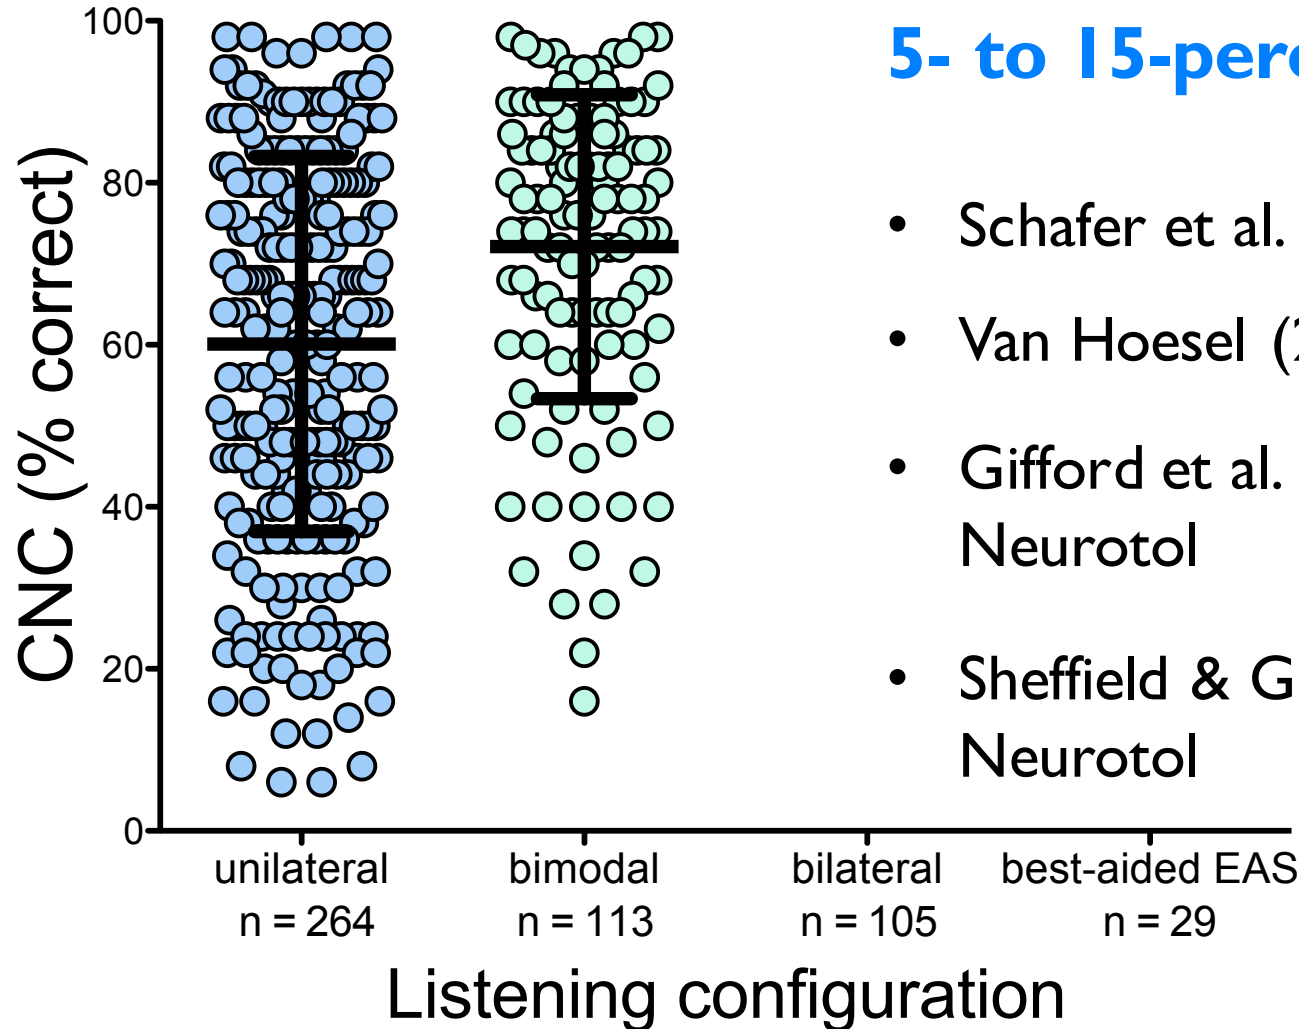 5- to 15-perc
• Schafer et al.
• Van Hoesel (2
• Gifford et al.
Neurotol
• Sheffield & G
Neurotol
CNC (% correct)
100
80
60
40
20
0
unilateral bimodal bilateral best-aided EAS
n = 264 n = 113 n = 105 n = 29
Listening configuration